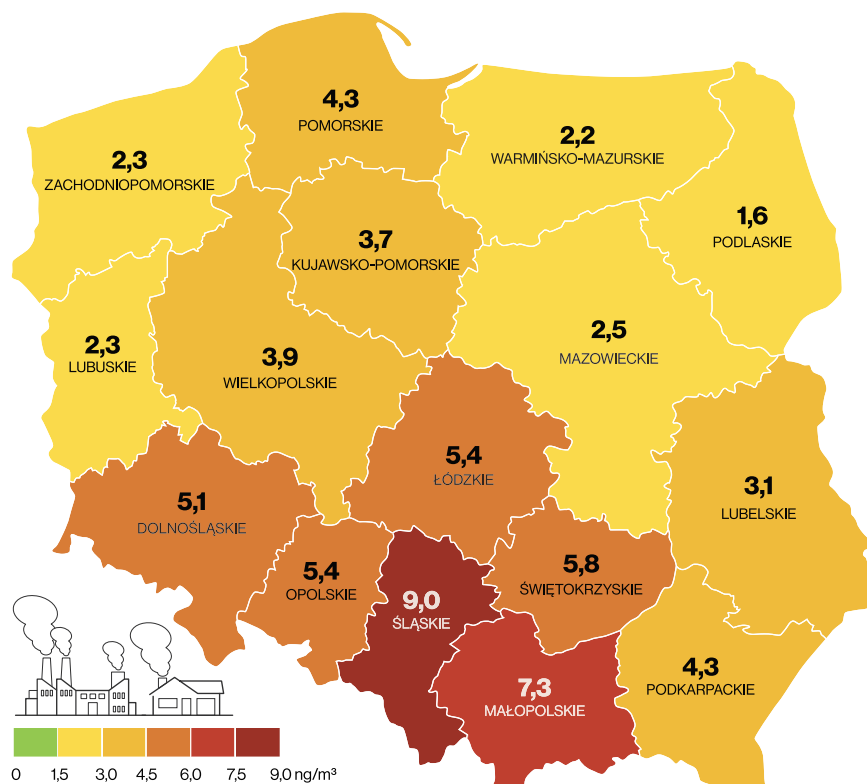 4,3
POMORSKIE
2,2
WARMIŃSKO-MAZURSKIE
2,3
ZACHODNIOPOMORSKIE
1,6
PODLASKIE
3,7
KUJAWSKO-POMORSKIE
2,5
MAZOWIECKIE
2,3
LUBUSKIE
3,9
WIELKOPOLSKIE
5,4
ŁÓDZKIE
3,1
LUBELSKIE
5,1
DOLNOŚLĄSKIE
5,4
OPOLSKIE
5,8
ŚWIĘTOKRZYSKIE
9,0
ŚLĄSKIE
7,3
MAŁOPOLSKIE
4,3
PODKARPACKIE
0 1,5 3,0 4,5 6,0 7,5 9,0 ng/m³